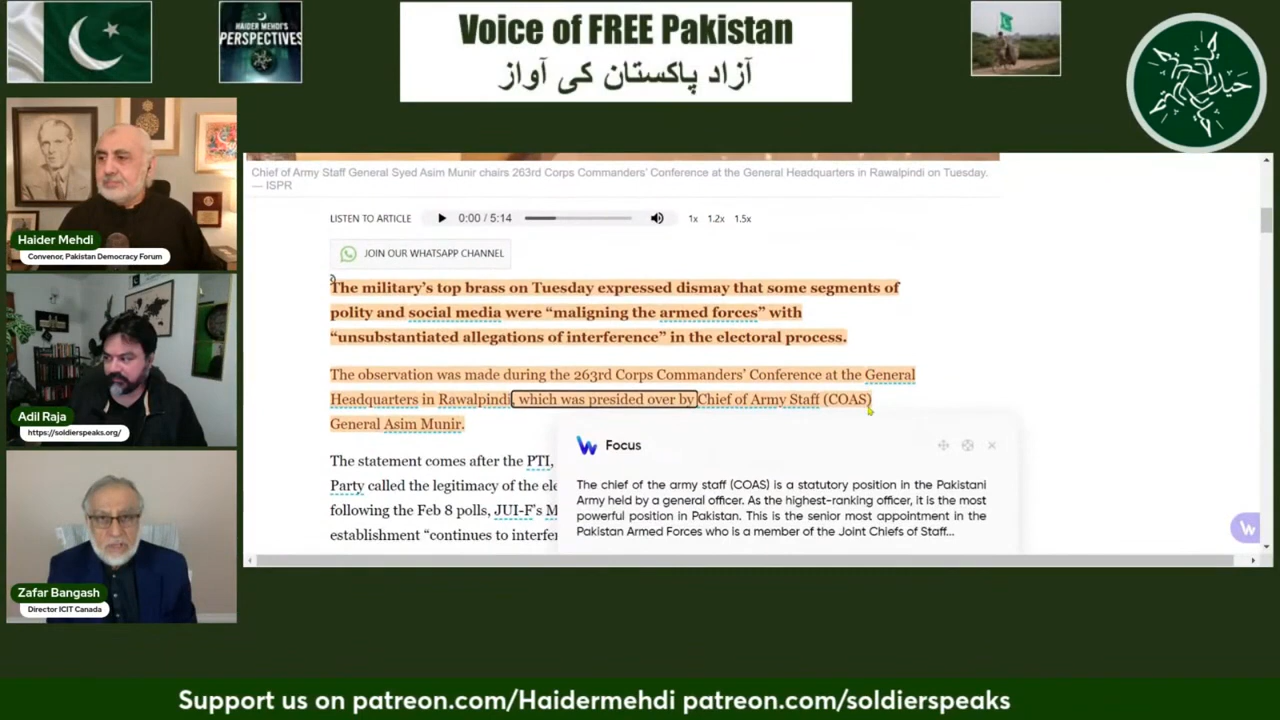 HAIDER MEHDI'S
PERSPECTIVES
Voice of FREE Pakistan
آزاد پاکستان کی آواز
حیدر
Haider Mehdi
Convenor, Pakistan Democracy Forum
Adil Raja
https://soldierspeaks.org/
Zafar Bangash
Director ICIT Canada
Chief of Army Staff General Syed Asim Munir chairs 263rd Corps Commanders' Conference at the General Headquarters in Rawalpindi on Tuesday.
— ISPR
LISTEN TO ARTICLE 0:00 / 5:14 1x 1.2x 1.5x
JOIN OUR WHATSAPP CHANNEL
The military's top brass on Tuesday expressed dismay that some segments of
polity and social media were “maligning the armed forces” with
“unsubstantiated allegations of interference” in the electoral process.
The observation was made during the 263rd Corps Commanders' Conference at the General
Headquarters in Rawalpindi, which was presided over by Chief of Army Staff (COAS)
General Asim Munir.
The statement comes after the PTI,
Party called the legitimacy of the ele
following the Feb 8 polls, JUI-F's M
establishment “continues to interfer
Focus
The chief of the army staff (COAS) is a statutory position in the Pakistani
Army held by a general officer. As the highest-ranking officer, it is the most
powerful position in Pakistan. This is the senior most appointment in the
Pakistan Armed Forces who is a member of the Joint Chiefs of Staff...
Support us on patreon.com/Haidermehdi patreon.com/soldierspeaks